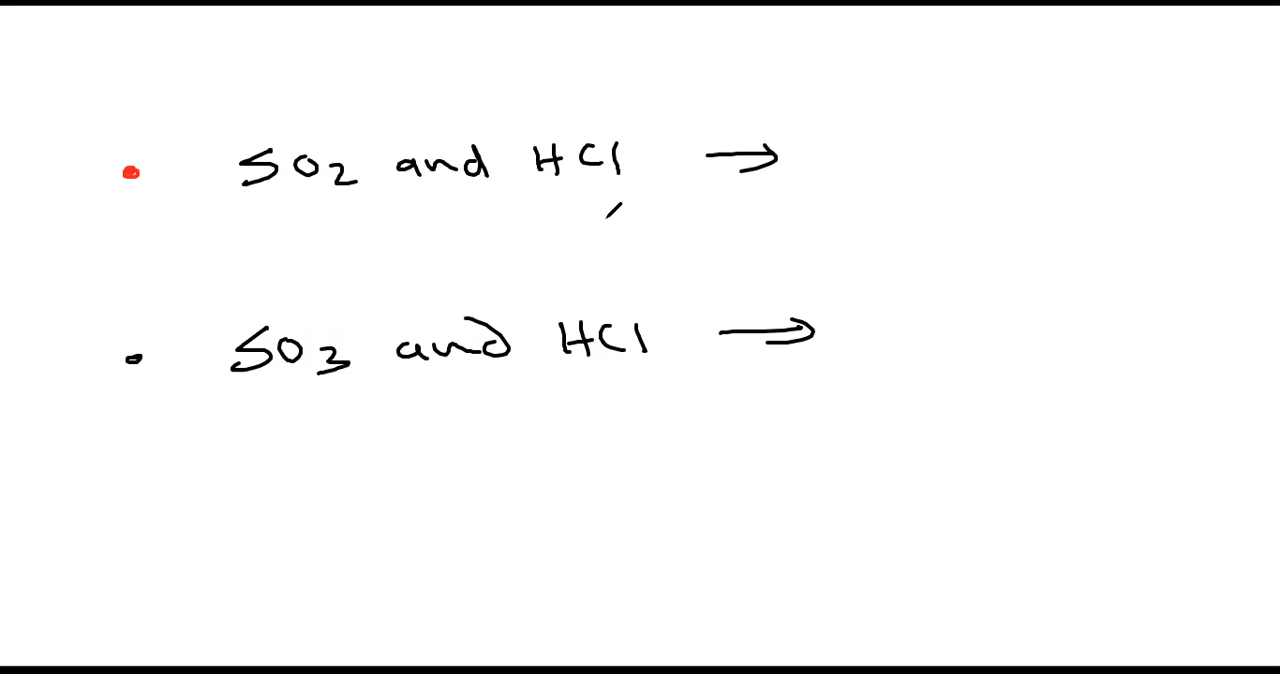 • SO2 and HCl →
• SO3 and HCl →